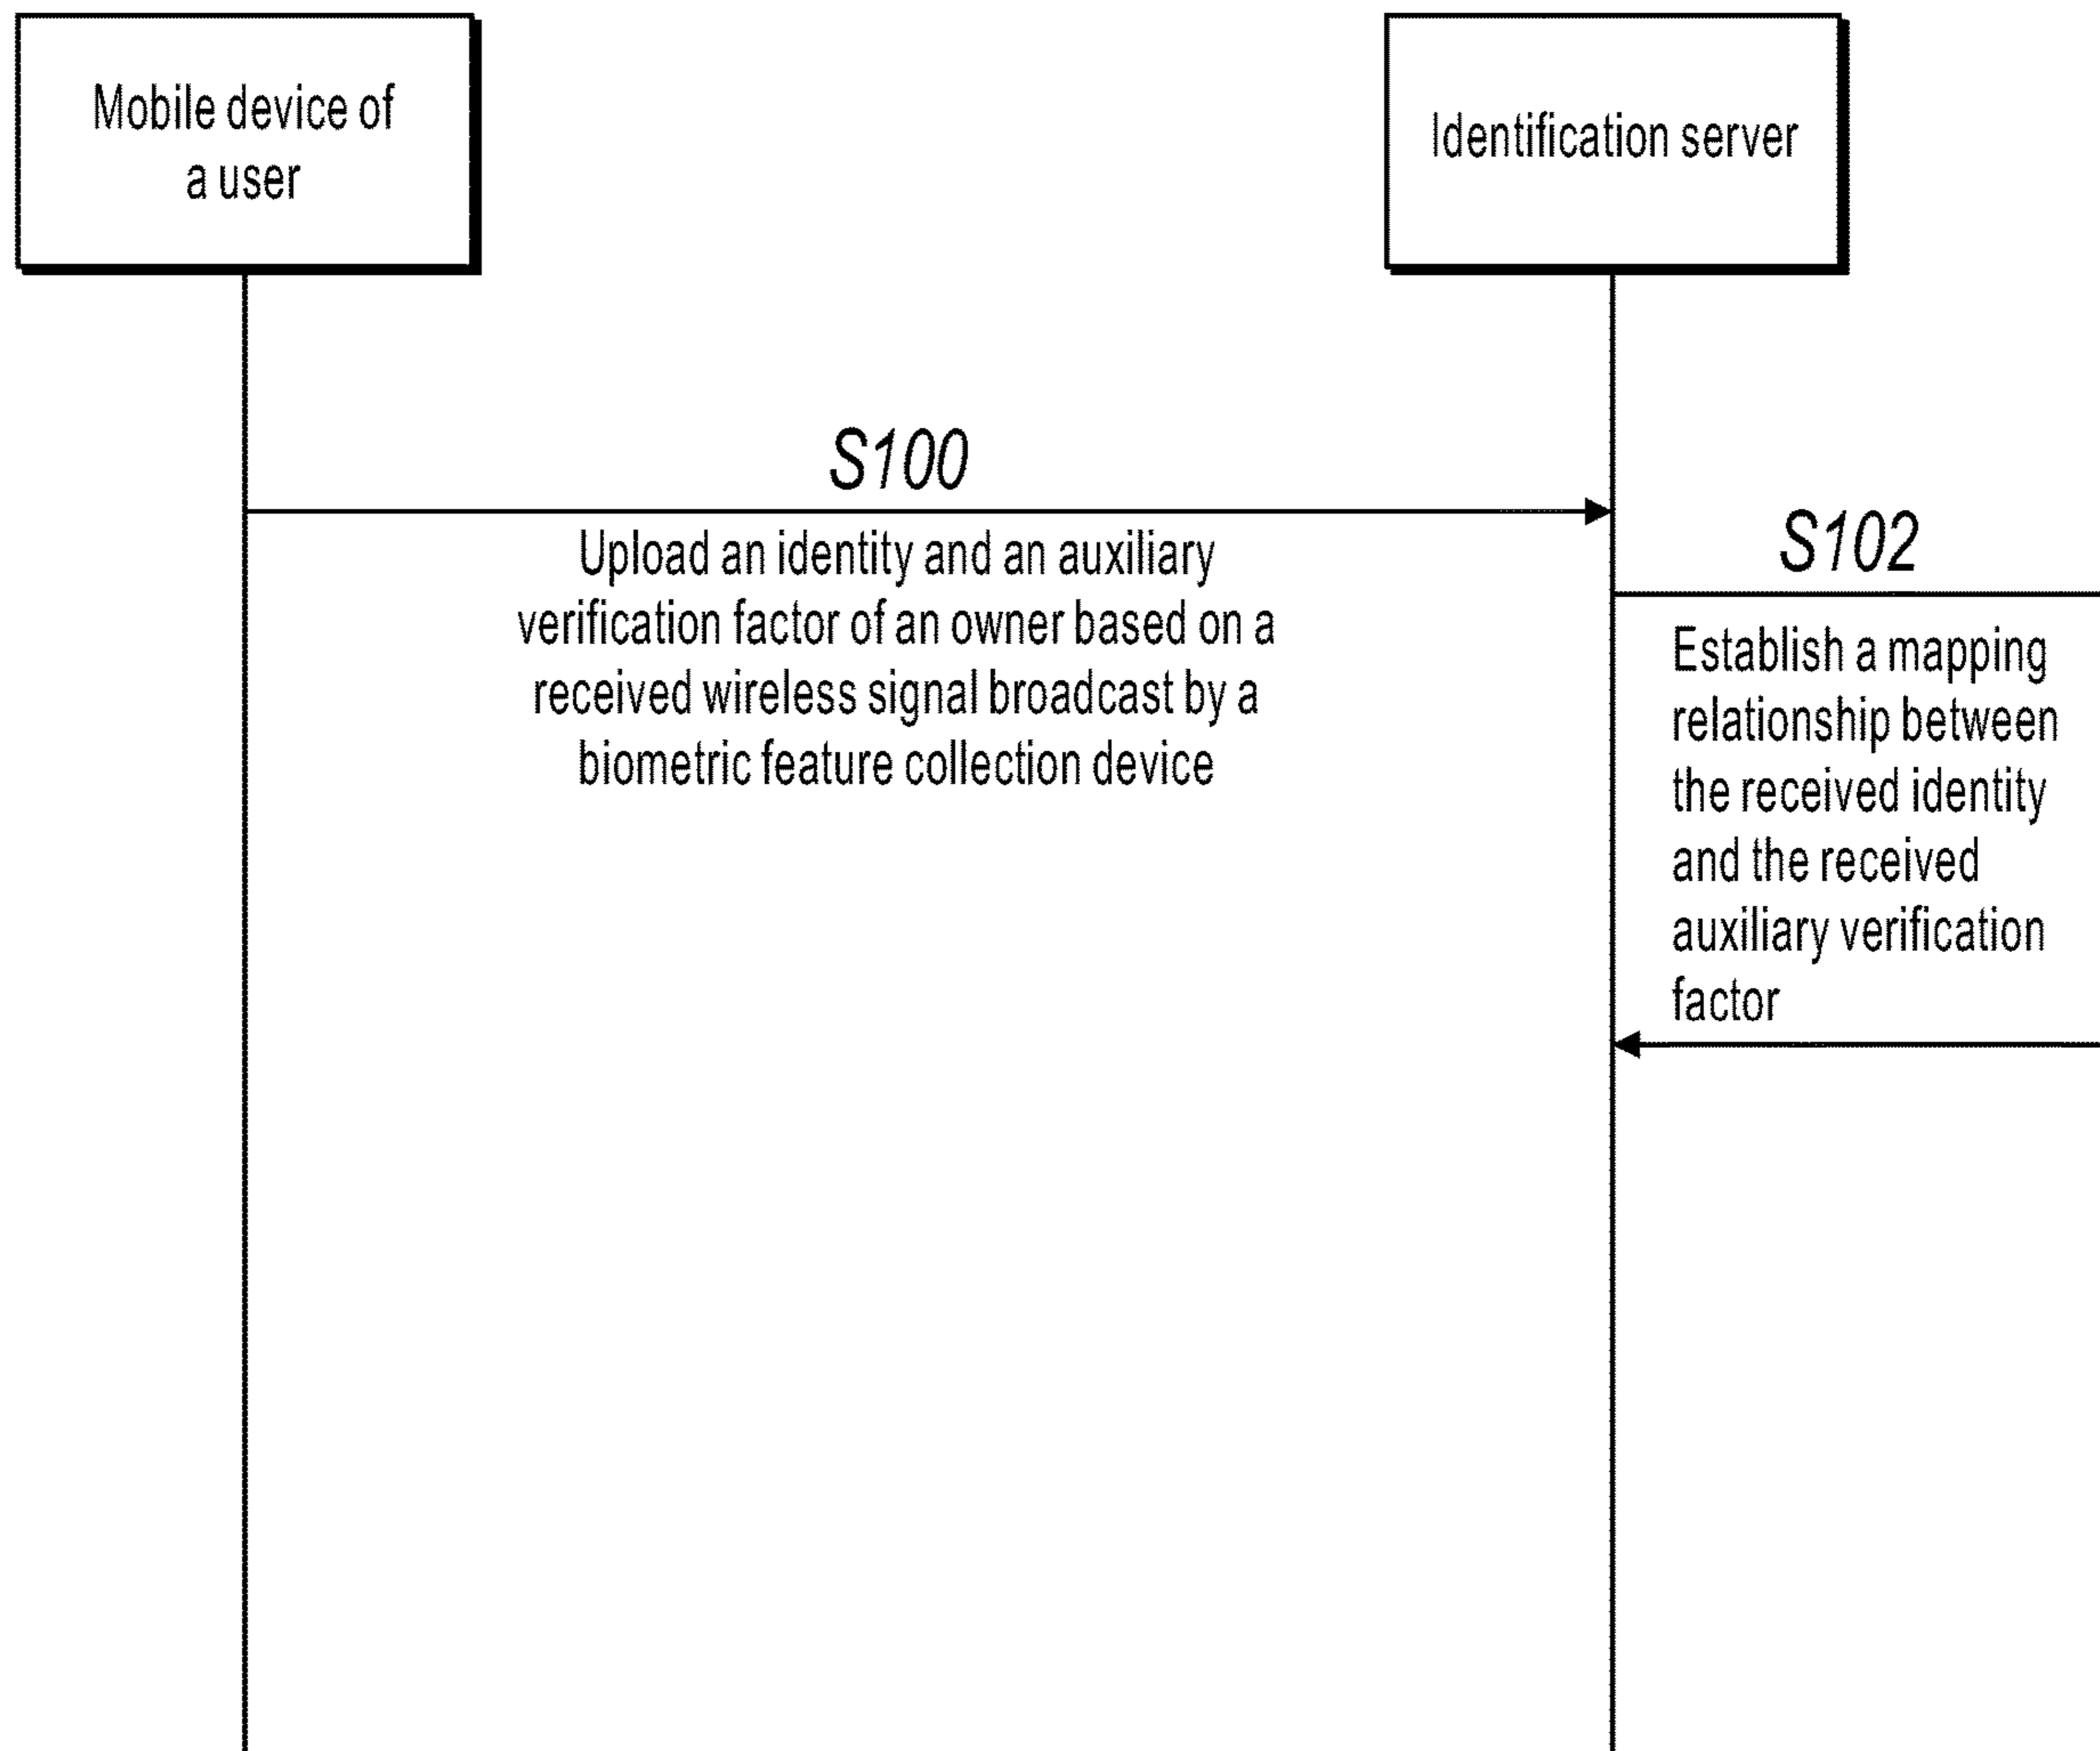 Mobile device of
a user
Identification server
S100
Upload an identity and an auxiliary
verification factor of an owner based on a
received wireless signal broadcast by a
biometric feature collection device
S102
Establish a mapping
relationship between
the received identity
and the received
auxiliary verification
factor